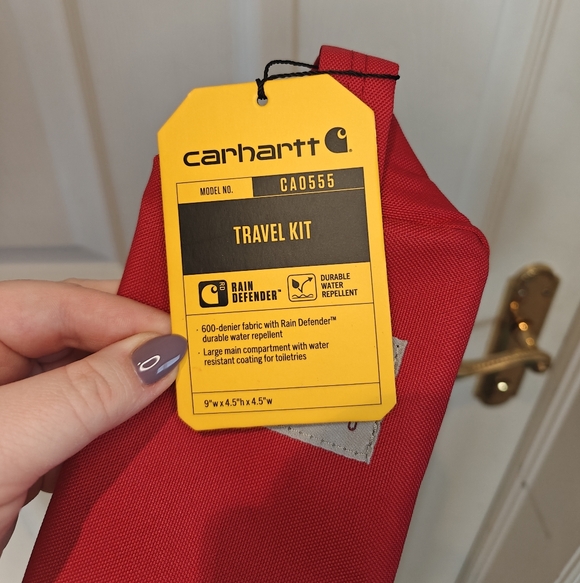 carhartt
MODEL NO. CA0555
TRAVEL KIT
RD
RAIN
DEFENDER™
DURABLE
WATER
REPELLENT
· 600-denier fabric with Rain Defender™
durable water repellent
· Large main compartment with water
resistant coating for toiletries
9"w x 4.5"h x 4.5"w